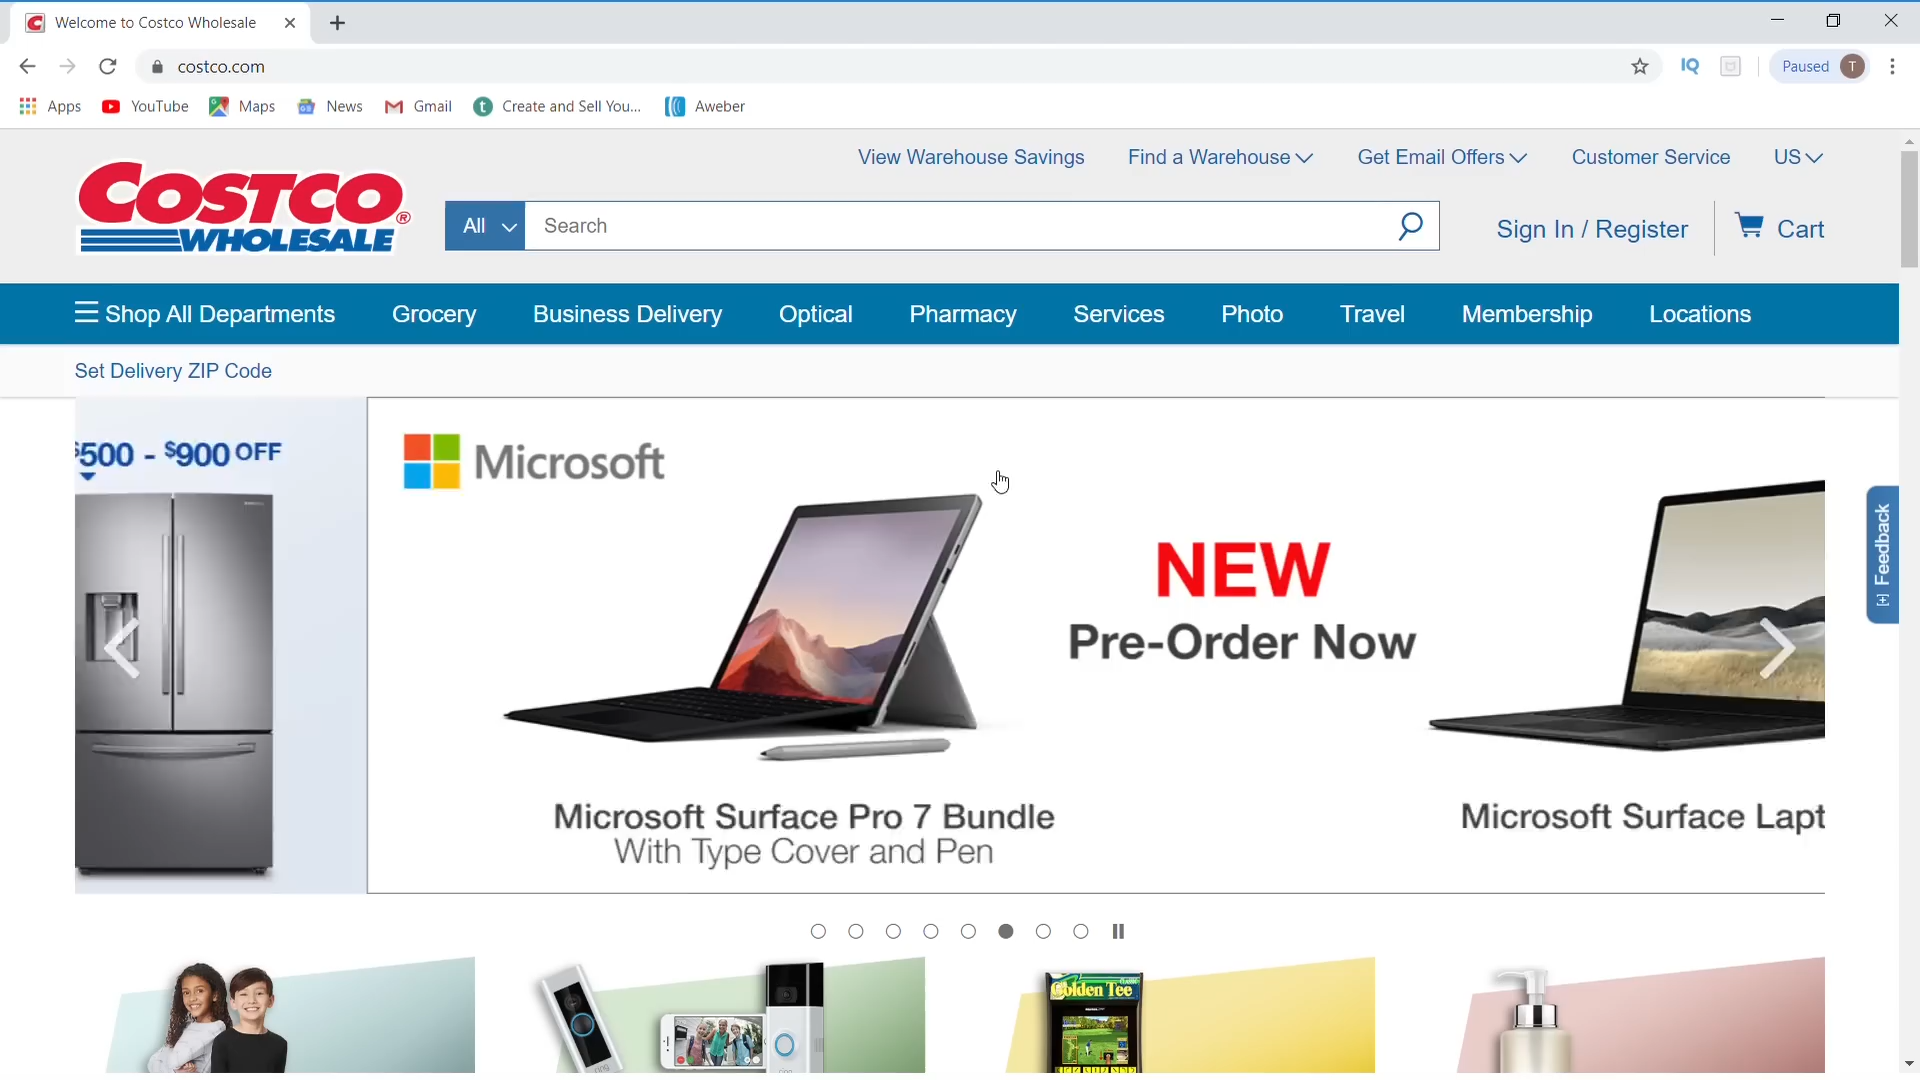 Welcome to Costco Wholesale
costco.com
IQ
Paused T
Apps YouTube Maps News Gmail Create and Sell You... Aweber
View Warehouse Savings Find a Warehouse Get Email Offers Customer Service US
COSTCO®
WHOLESALE
All Search
Sign In / Register Cart
Shop All Departments Grocery Business Delivery Optical Pharmacy Services Photo Travel Membership Locations
Set Delivery ZIP Code
$500 - $900 OFF
Microsoft
NEW
Pre-Order Now
Microsoft Surface Pro 7 Bundle
With Type Cover and Pen
Microsoft Surface Lapt
[+] Feedback
Golden Tee
ring